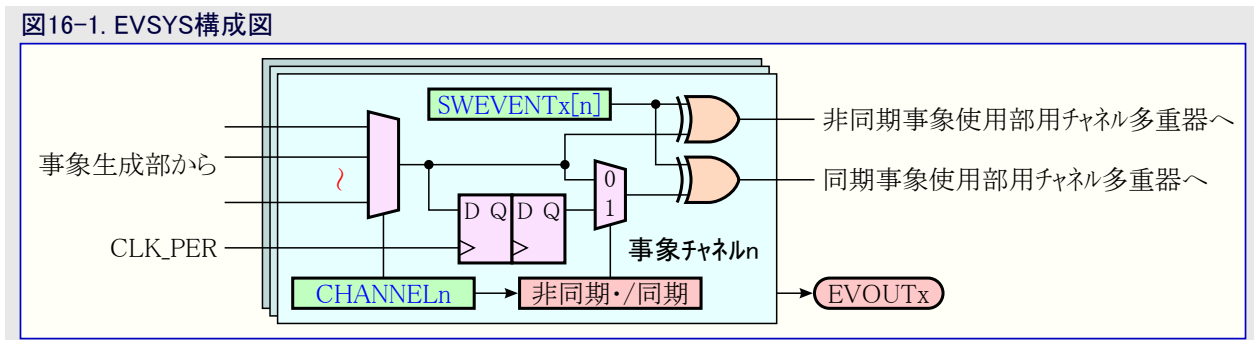 図16-1. EVSYS構成図
SWEVENTx[n]
非同期事象使用部用チャネル多重器へ
事象生成部から
〜
0
1
同期事象使用部用チャネル多重器へ
D Q
D Q
CLK_PER
事象チャネルn
CHANNELn
非同期・/同期
EVOUTx